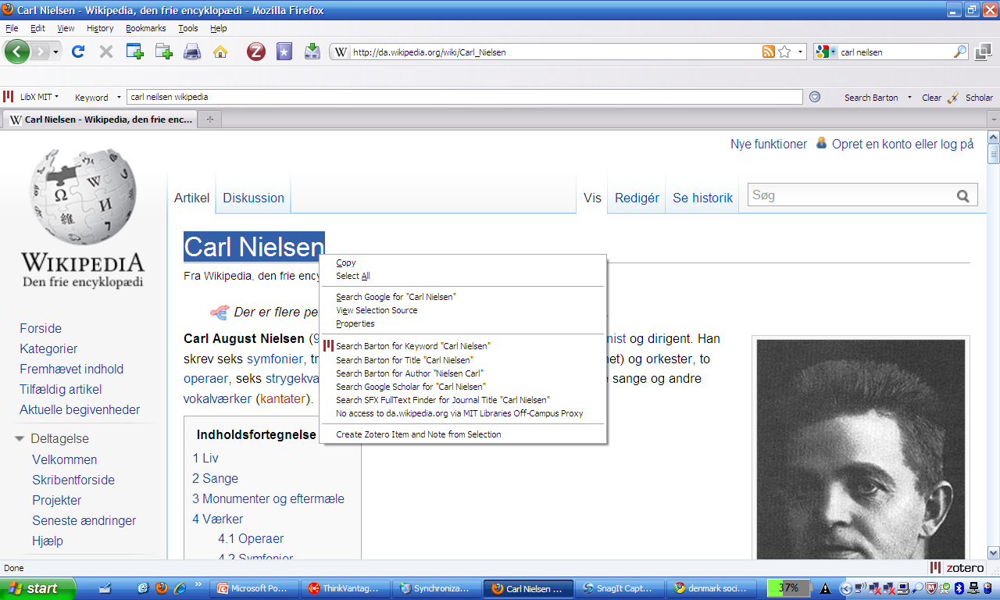 Carl Nielsen - Wikipedia, den frie encyklopædi - Mozilla Firefox
File Edit View History Bookmarks Tools Help
http://da.wikipedia.org/wiki/Carl_Nielsen
carl neilsen
LibX MIT Keyword carl neilsen wikipedia Search Barton Clear Scholar
Carl Nielsen - Wikipedia, den frie enc...
Nye funktioner Opret en konto eller log på
Artikel Diskussion Vis Redigér Se historik Søg
WIKIPEDIA
Den frie encyklopædi
Forside
Kategorier
Fremhævet indhold
Tilfældig artikel
Aktuelle begivenheder
Deltagelse
Velkommen
Skribentforside
Projekter
Seneste ændringer
Hjælp
Carl Nielsen
Fra Wikipedia, den frie ency
Der er flere pe
Carl August Nielsen (9 nist og dirigent. Han
skrev seks symfonier, tr het) og orkester, to
operaer, seks strygekva e sange og andre
vokalværker (kantater).
Indholdsfortegnelse
1 Liv
2 Sange
3 Monumenter og eftermæle
4 Værker
4.1 Operaer
4.2 Symfonier
Copy
Select All
Search Google for "Carl Nielsen"
View Selection Source
Properties
Search Barton for Keyword "Carl Nielsen"
Search Barton for Title "Carl Nielsen"
Search Barton for Author "Nielsen Carl"
Search Google Scholar for "Carl Nielsen"
Search SFX FullText Finder for Journal Title "Carl Nielsen"
No access to da.wikipedia.org via MIT Libraries Off-Campus Proxy
Create Zotero Item and Note from Selection
Done zotero
start Microsoft Po... ThinkVantag... Synchroniza... Carl Nielsen ... SnagIt Capt... denmark soci... 37%